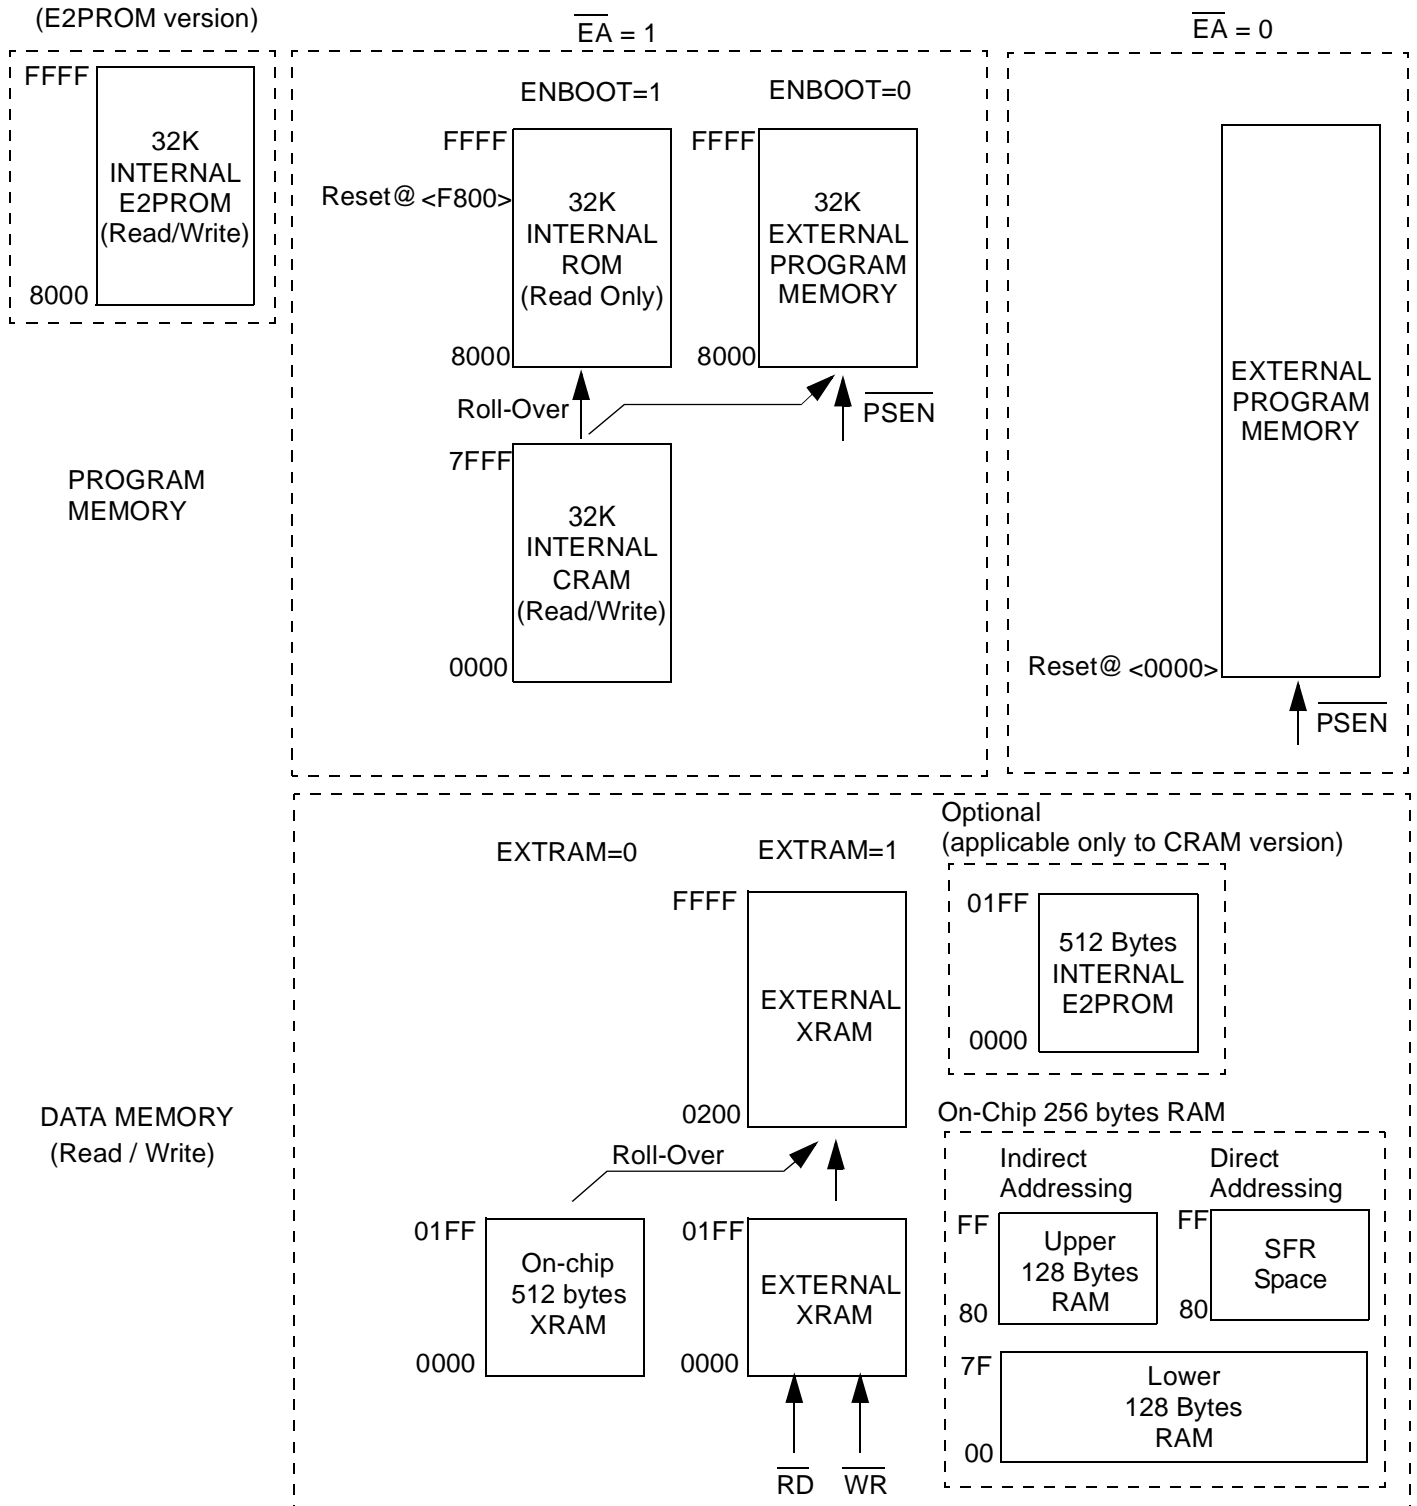 (E2PROM version)
EA = 1
EA = 0
FFFF
32K
INTERNAL
E2PROM
(Read/Write)
8000
ENBOOT=1
ENBOOT=0
FFFF
Reset@ <F800>
32K
INTERNAL
ROM
(Read Only)
8000
FFFF
32K
EXTERNAL
PROGRAM
MEMORY
8000
Roll-Over
PSEN
7FFF
32K
INTERNAL
CRAM
(Read/Write)
0000
EXTERNAL
PROGRAM
MEMORY
Reset@ <0000>
PSEN
PROGRAM
MEMORY
EXTRAM=0
EXTRAM=1
FFFF
EXTERNAL
XRAM
0200
Roll-Over
01FF
On-chip
512 bytes
XRAM
0000
01FF
EXTERNAL
XRAM
0000
RD
WR
Optional
(applicable only to CRAM version)
01FF
512 Bytes
INTERNAL
E2PROM
0000
DATA MEMORY
(Read / Write)
On-Chip 256 bytes RAM
Indirect
Addressing
Direct
Addressing
FF
Upper
128 Bytes
RAM
80
FF
SFR
Space
80
7F
Lower
128 Bytes
RAM
00